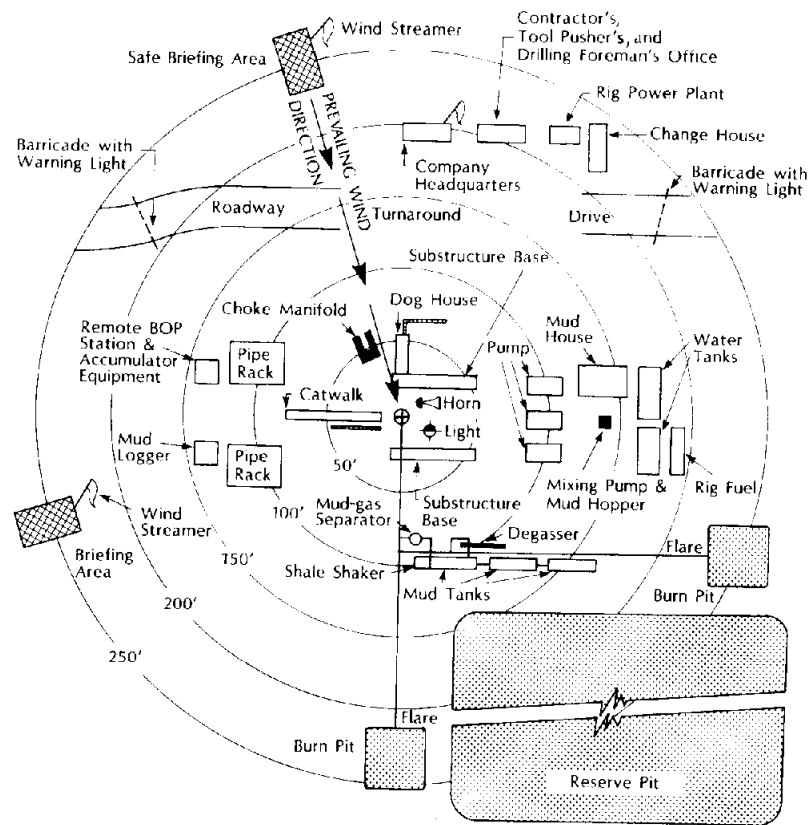 Contractor's,
Tool Pusher's, and
Drilling Foreman's
Office
Wind Streamer
Safe Briefing Area
Rig Power Plant
Change House
PREVAILING WIND
DIRECTION
Barricade with
Warning Light
Company
Headquarters
Barricade with
Warning Light
Roadway
Turnaround
Drive
Substructure Base
Dog House
Choke Manifold
Remote BOP
Station &
Accumulator
Equipment
Pipe
Rack
Pump
Mud
House
Water
Tanks
Catwalk
Horn
Light
Mud
Logger
Pipe
Rack
50'
Mixing Pump &
Mud Hopper
Rig Fuel
Wind
Streamer
Briefing
Area
100'
Mud-gas
Separator
Substructure
Base
Degasser
Flare
Burn Pit
150'
Shale Shaker
Mud Tanks
200'
250'
Flare
Burn Pit
Reserve Pit